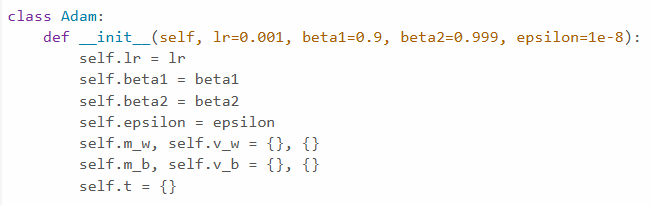 class Adam:
    def __init__(self, lr=0.001, beta1=0.9, beta2=0.999, epsilon=1e-8):
        self.lr = lr
        self.beta1 = beta1
        self.beta2 = beta2
        self.epsilon = epsilon
        self.m_w, self.v_w = {}, {}
        self.m_b, self.v_b = {}, {}
        self.t = {}